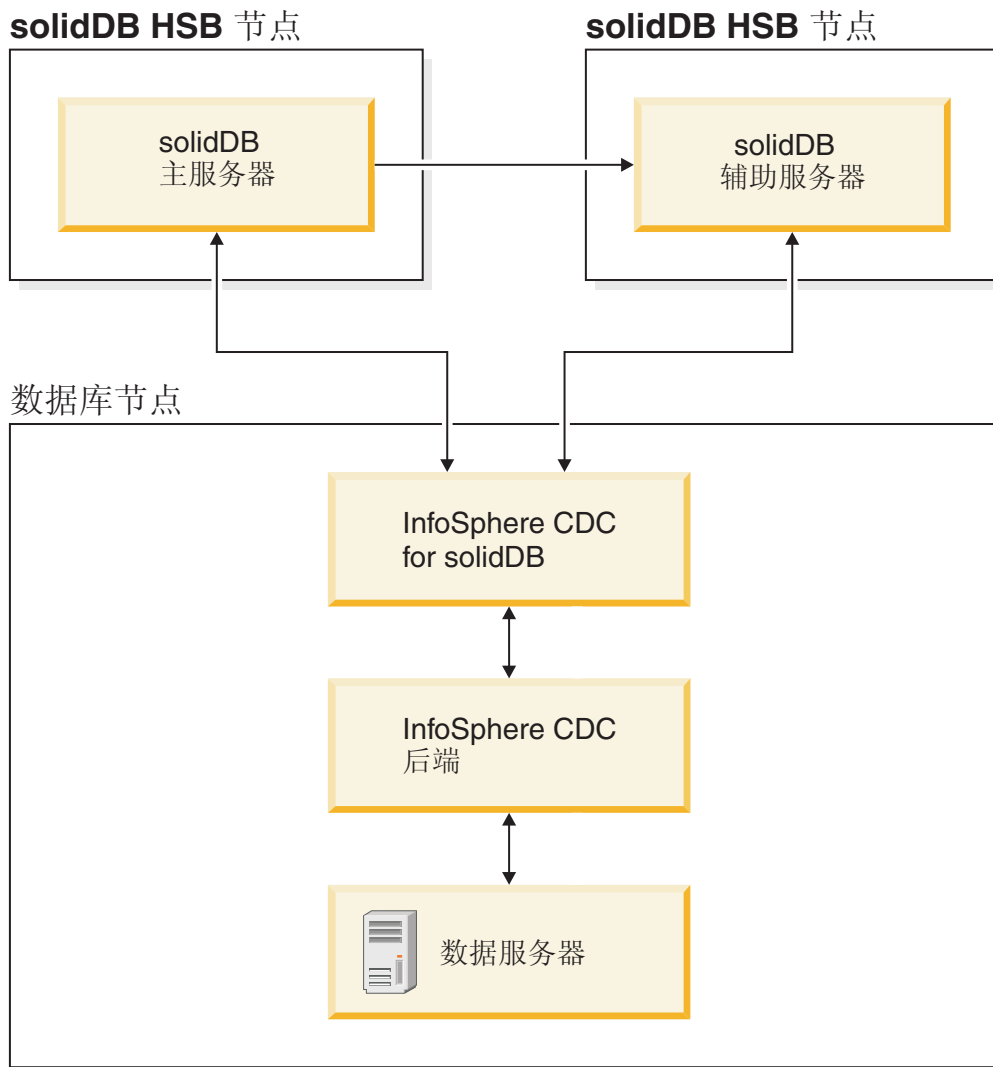 solidDB HSB 节点
solidDB HSB 节点
solidDB
主服务器
solidDB
辅助服务器
数据库节点
InfoSphere CDC
for solidDB
InfoSphere CDC
后端
数据服务器